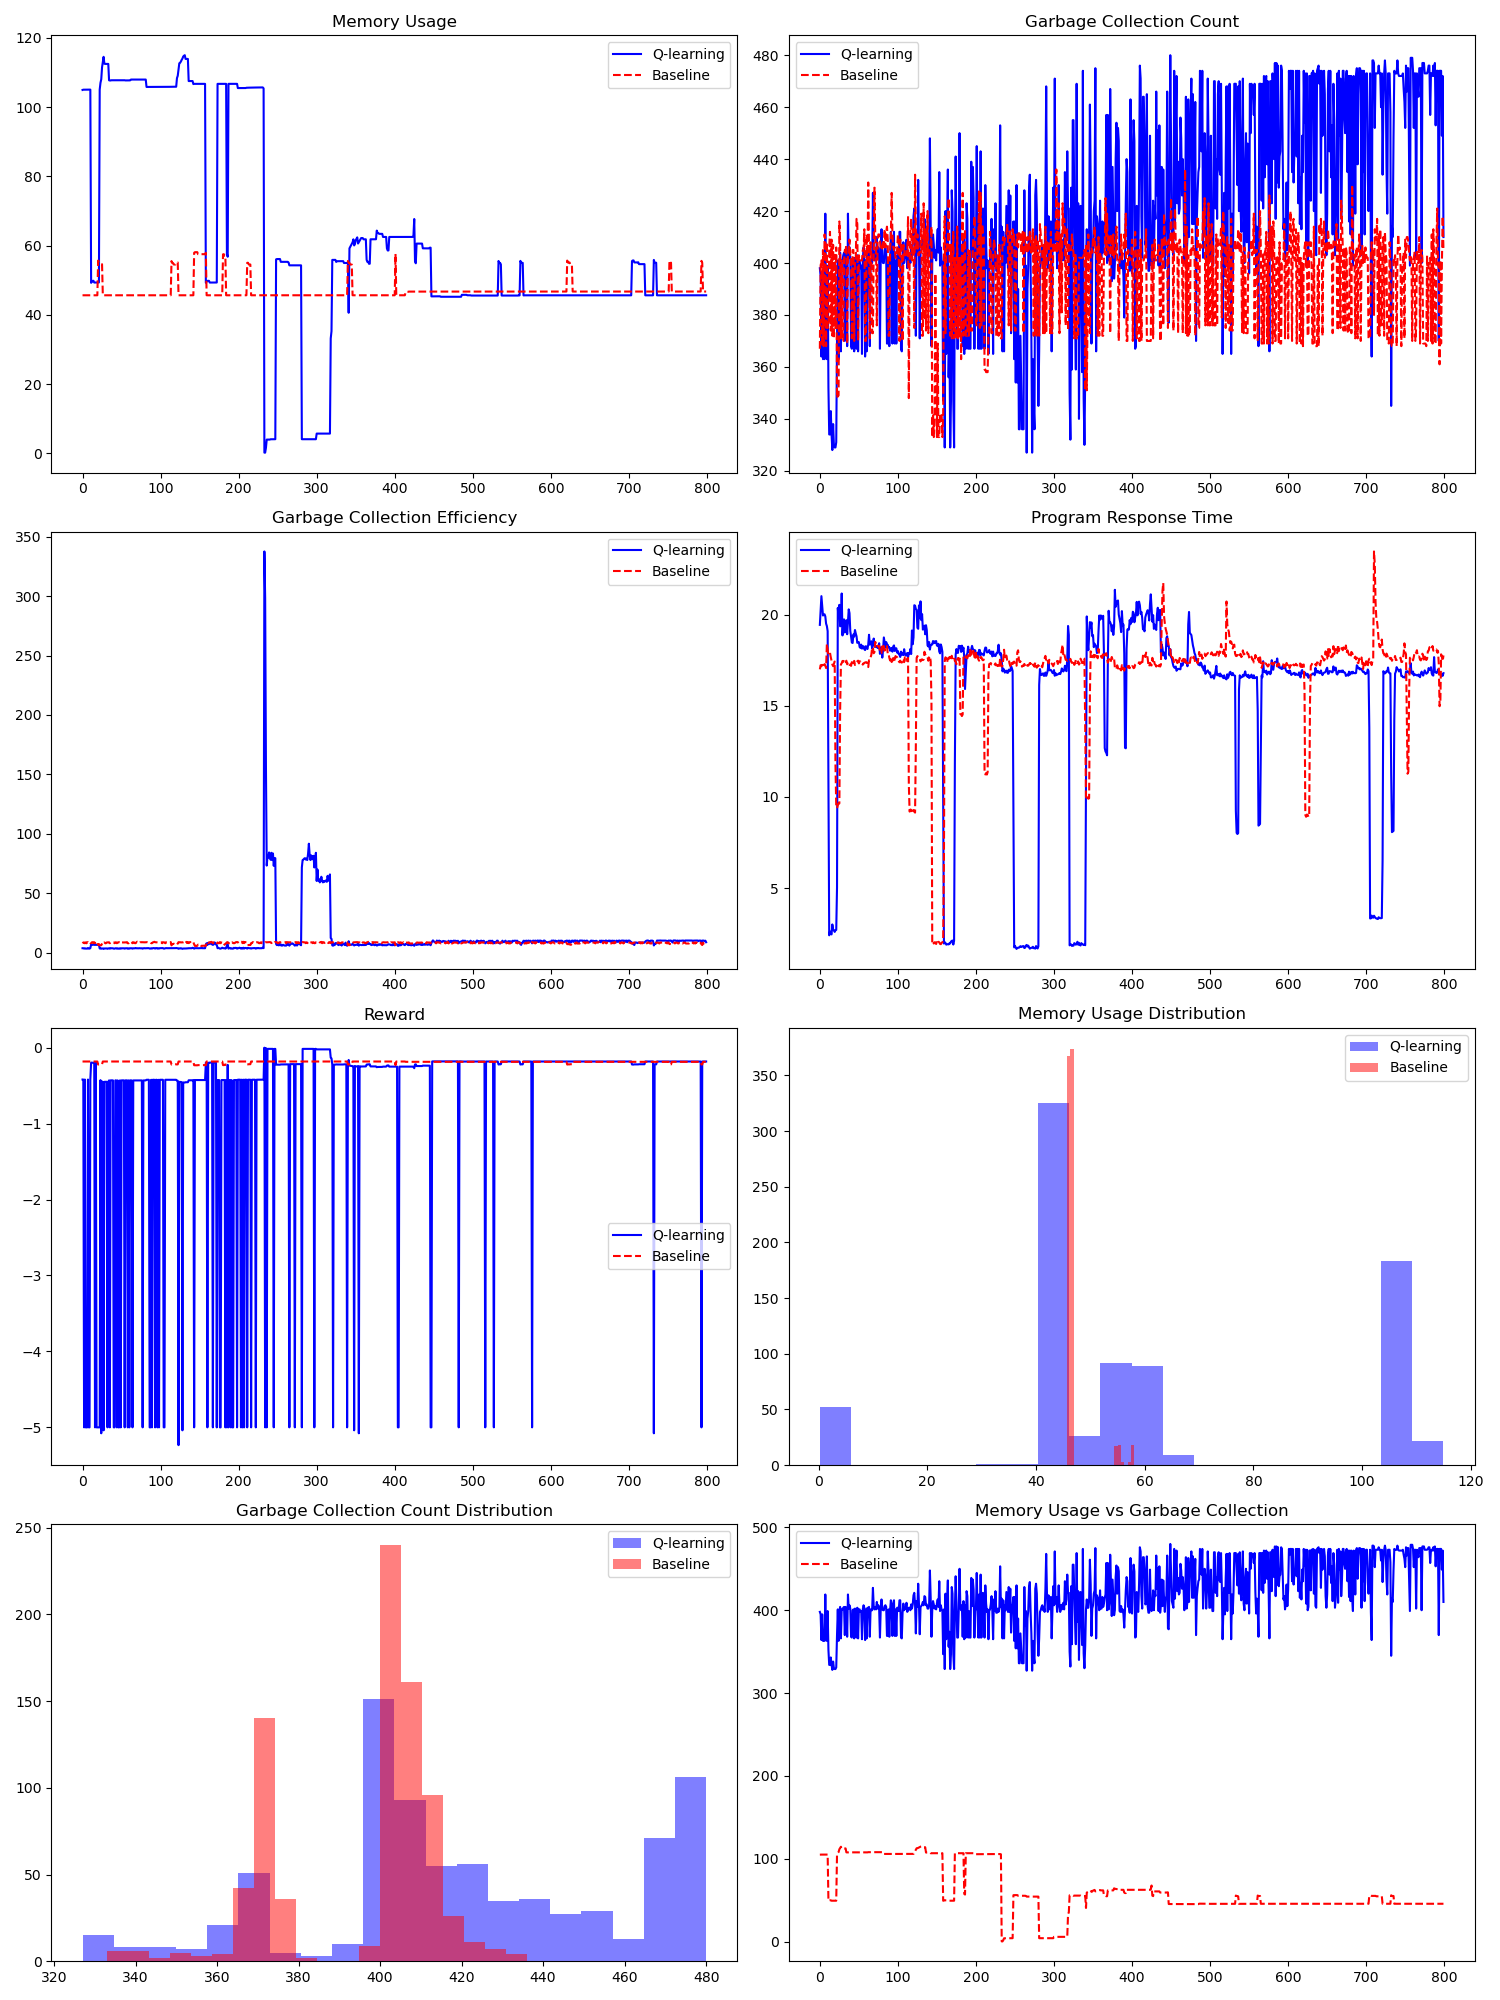 Memory Usage
Garbage Collection Count
120
100
80
60
40
20
0
Q-learning
Baseline
0 100 200 300 400 500 600 700 800
480
460
440
420
400
380
360
340
320
Q-learning
Baseline
0 100 200 300 400 500 600 700 800
Garbage Collection Efficiency
Program Response Time
350
300
250
200
150
100
50
0
Q-learning
Baseline
0 100 200 300 400 500 600 700 800
20
15
10
5
Q-learning
Baseline
0 100 200 300 400 500 600 700 800
Reward
Memory Usage Distribution
0
−1
−2
−3
−4
−5
Q-learning
Baseline
0 100 200 300 400 500 600 700 800
350
300
250
200
150
100
50
0
Q-learning
Baseline
0 20 40 60 80 100 120
Garbage Collection Count Distribution
Memory Usage vs Garbage Collection
250
200
150
100
50
0
Q-learning
Baseline
320 340 360 380 400 420 440 460 480
500
400
300
200
100
0
Q-learning
Baseline
0 100 200 300 400 500 600 700 800